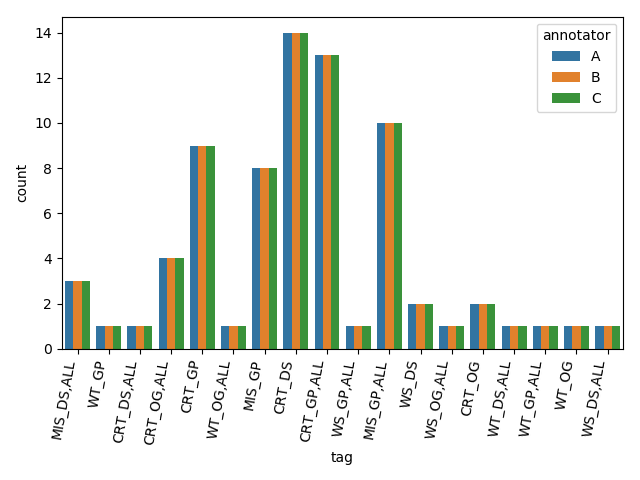 annotator
A
B
C
14
12
10
8
6
4
2
0
count
MIS_DS,ALL
WT_GP
CRT_DS,ALL
CRT_OG,ALL
CRT_GP
WT_OG,ALL
MIS_GP
CRT_DS
CRT_GP,ALL
WS_GP,ALL
MIS_GP,ALL
WS_DS
WS_OG,ALL
CRT_OG
WT_DS,ALL
WT_GP,ALL
WT_OG
WS_DS,ALL
tag